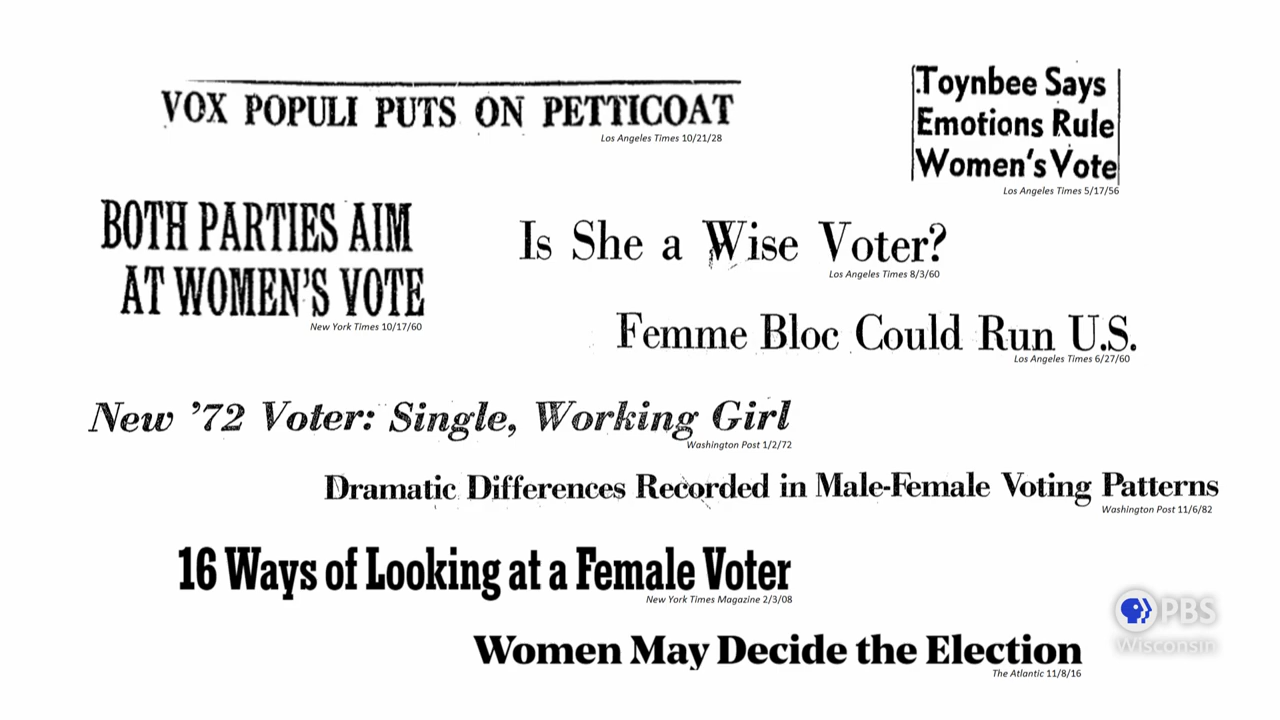 VOX POPULI PUTS ON PETTICOAT
Los Angeles Times 10/21/28
Toynbee Says
Emotions Rule
Women's Vote
Los Angeles Times 5/17/56
BOTH PARTIES AIM
AT WOMEN'S VOTE
New York Times 10/17/60
Is She a Wise Voter?
Los Angeles Times 8/3/60
Femme Bloc Could Run U.S.
Los Angeles Times 6/27/60
New ’72 Voter: Single, Working Girl
Washington Post 1/2/72
Dramatic Differences Recorded in Male-Female Voting Patterns
Washington Post 11/6/82
16 Ways of Looking at a Female Voter
New York Times Magazine 2/3/08
Women May Decide the Election
The Atlantic 11/8/16
PBS
Wisconsin